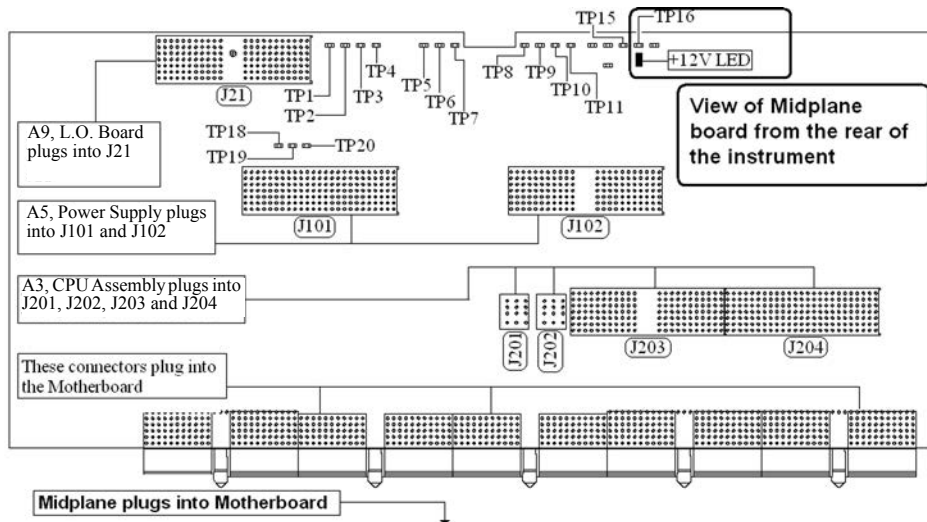 TP15
TP16
+12V LED
TP1
TP2
TP3
TP4
TP5
TP6
TP7
TP8
TP9
TP10
TP11
J21
View of Midplane
board from the rear of
the instrument
A9, L.O. Board
plugs into J21
TP18
TP19
TP20
A5, Power Supply plugs
into J101 and J102
J101
J102
A3, CPU Assembly plugs into
J201, J202, J203 and J204
J201
J202
J203
J204
These connectors plug into
the Motherboard
Midplane plugs into Motherboard